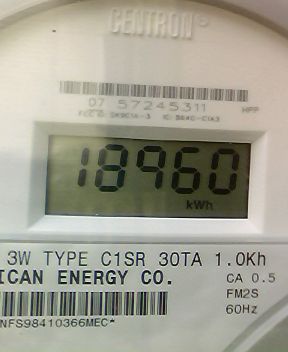 CENTRON®
07 57245311 HPP
18960
kWh
3W TYPE C1SR 30TA 1.0Kh
ICAN ENERGY CO. CA 0.5
FM2S
NFS98410366MEC* 60Hz